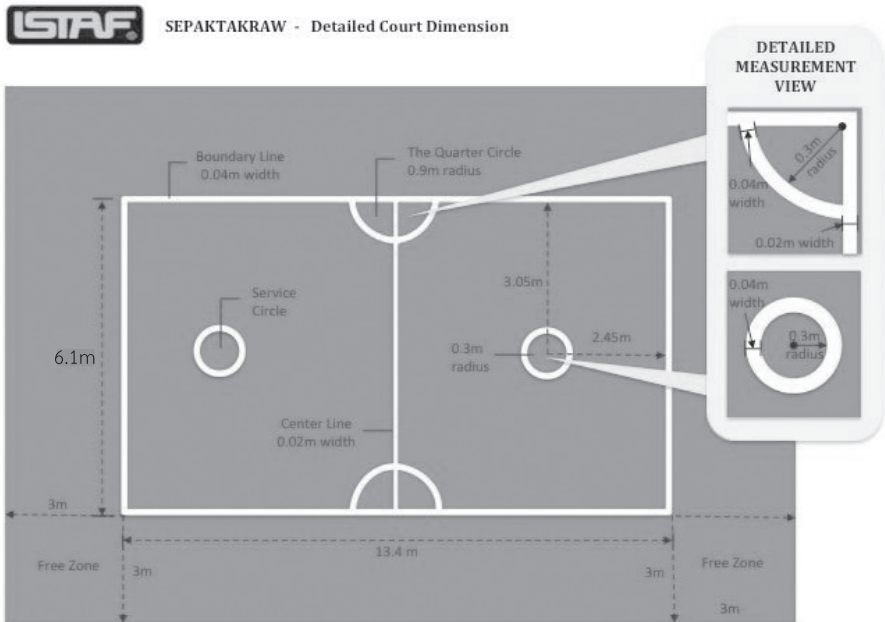 ISTAF.
SEPAKTAKRAW - Detailed Court Dimension
DETAILED
MEASUREMENT
VIEW
Boundary Line
0.04m width
The Quarter Circle
0.9m radius
0.3m
radius
0.04m
width
0.02m width
3.05m
Service
Circle
0.04m
width
0.3m
radius
2.45m
6.1m
0.3m
radius
Center Line
0.02m width
3m
13.4 m
Free Zone
3m
3m
Free Zone
3m